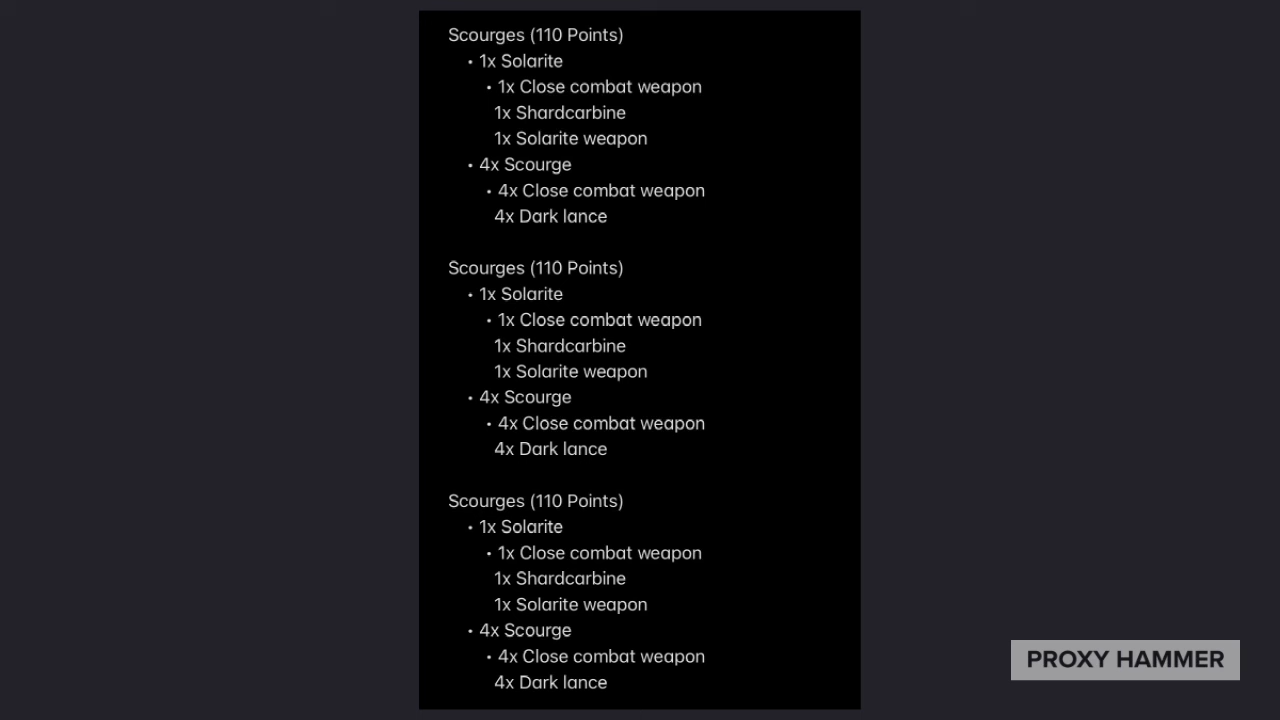 Scourges (110 Points)
• 1x Solarite
• 1x Close combat weapon
1x Shardcarbine
1x Solarite weapon
• 4x Scourge
• 4x Close combat weapon
4x Dark lance
Scourges (110 Points)
• 1x Solarite
• 1x Close combat weapon
1x Shardcarbine
1x Solarite weapon
• 4x Scourge
• 4x Close combat weapon
4x Dark lance
Scourges (110 Points)
• 1x Solarite
• 1x Close combat weapon
1x Shardcarbine
1x Solarite weapon
• 4x Scourge
• 4x Close combat weapon
4x Dark lance
PROXY HAMMER